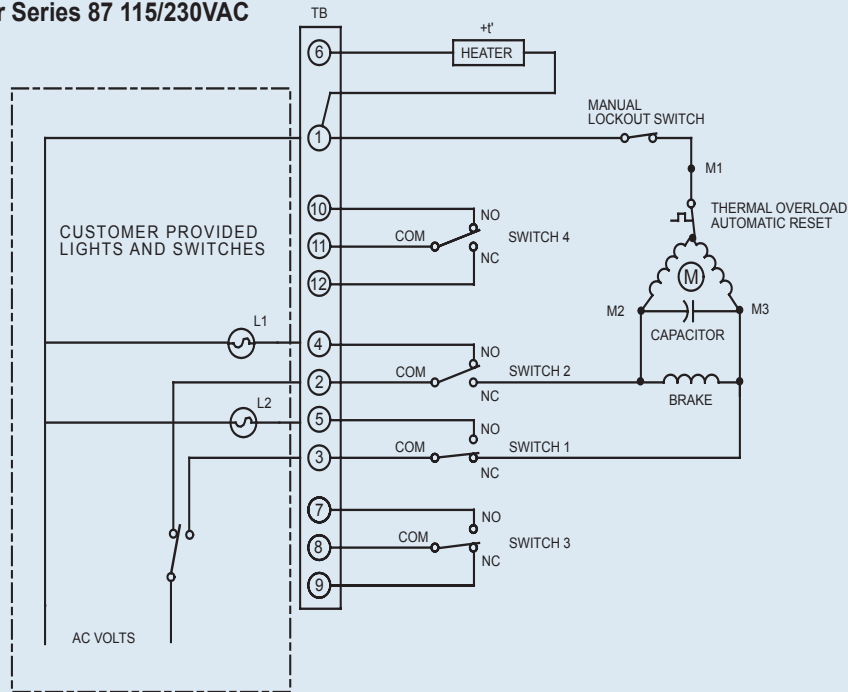 r Series 87 115/230VAC
TB
+t'
6
HEATER
MANUAL
LOCKOUT SWITCH
1
M1
THERMAL OVERLOAD
AUTOMATIC RESET
10
NO
CUSTOMER PROVIDED
LIGHTS AND SWITCHES
11
COM
SWITCH 4
NC
12
M
M2
M3
CAPACITOR
L1
4
NO
2
COM
SWITCH 2
NC
BRAKE
L2
5
NO
3
COM
SWITCH 1
NC
7
NO
8
COM
SWITCH 3
NC
9
AC VOLTS